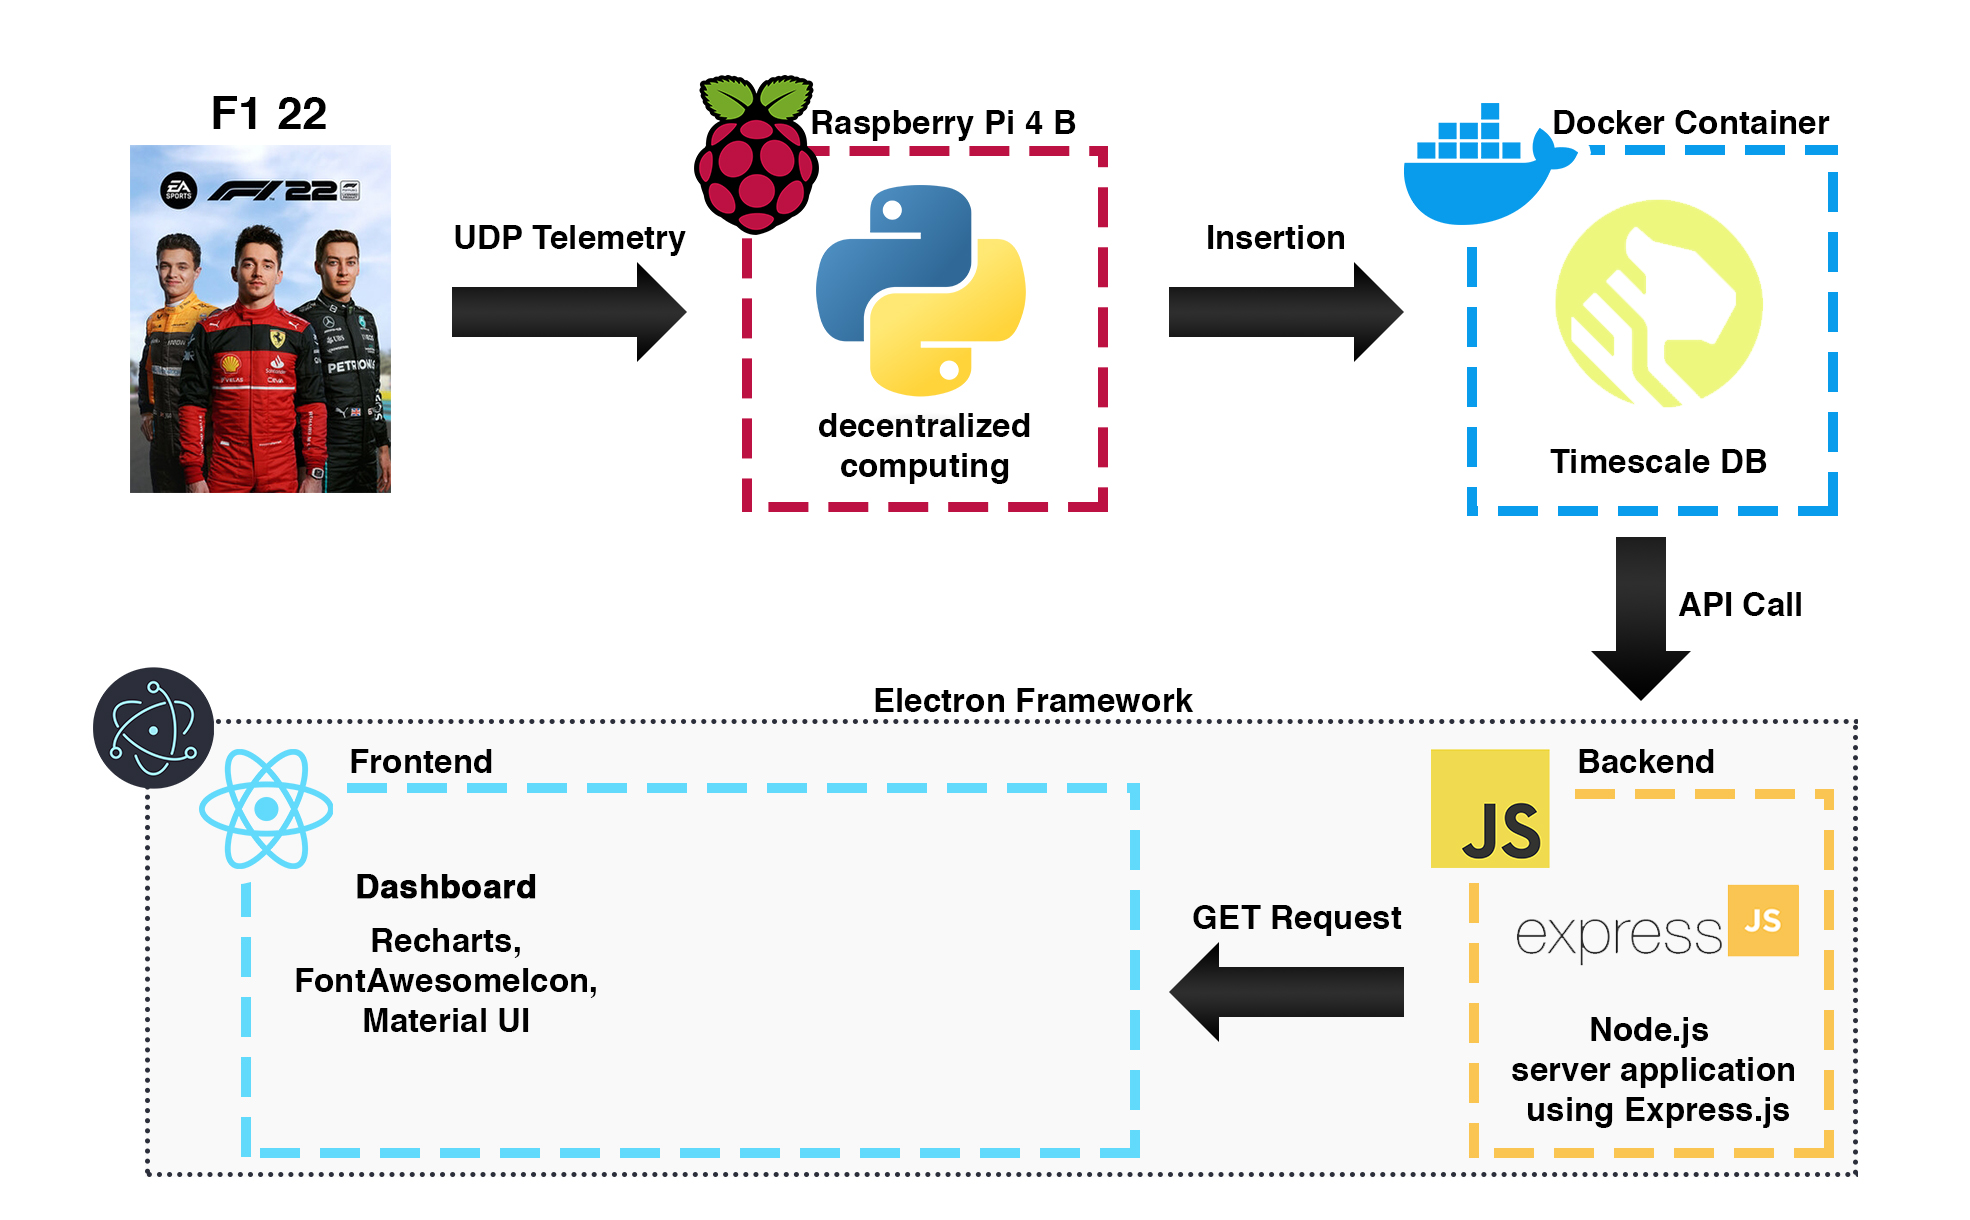 F1 22
EA
SPORTS
F1 22
PETRONAS
UDP Telemetry
Raspberry Pi 4 B
decentralized
computing
Insertion
Docker Container
Timescale DB
API Call
Electron Framework
Frontend
Dashboard
Recharts,
FontAwesomeIcon,
Material UI
GET Request
JS
Backend
express JS
Node.js
server application
using Express.js